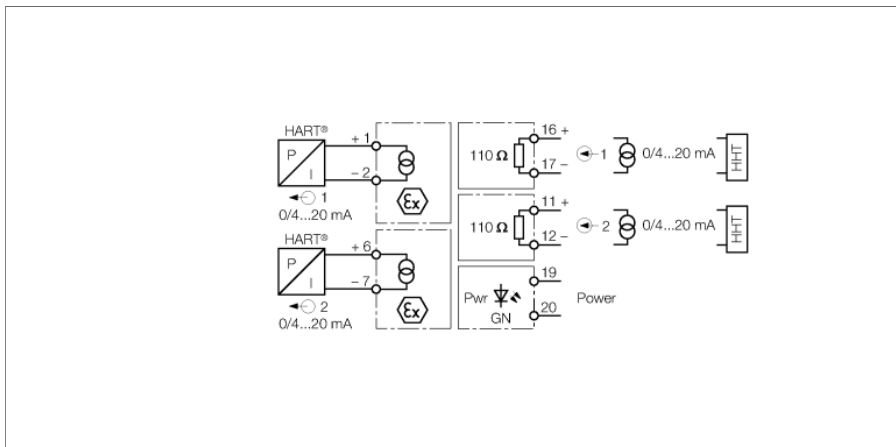 HART®
P
I
+ 1
– 2
1
0/4...20 mA
Ex
HART®
P
I
+ 6
– 7
2
0/4...20 mA
Ex
110 Ω
16 +
17 –
1
0/4...20 mA
HHT
110 Ω
11 +
12 –
2
0/4...20 mA
HHT
Pwr
GN
19
20
Power